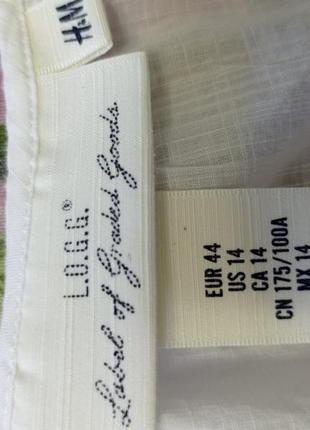 H&M
L.O.G.G.®
Label of Graded Goods.
EUR 44
US 14
CA 14
CN 175/100A
MX 14